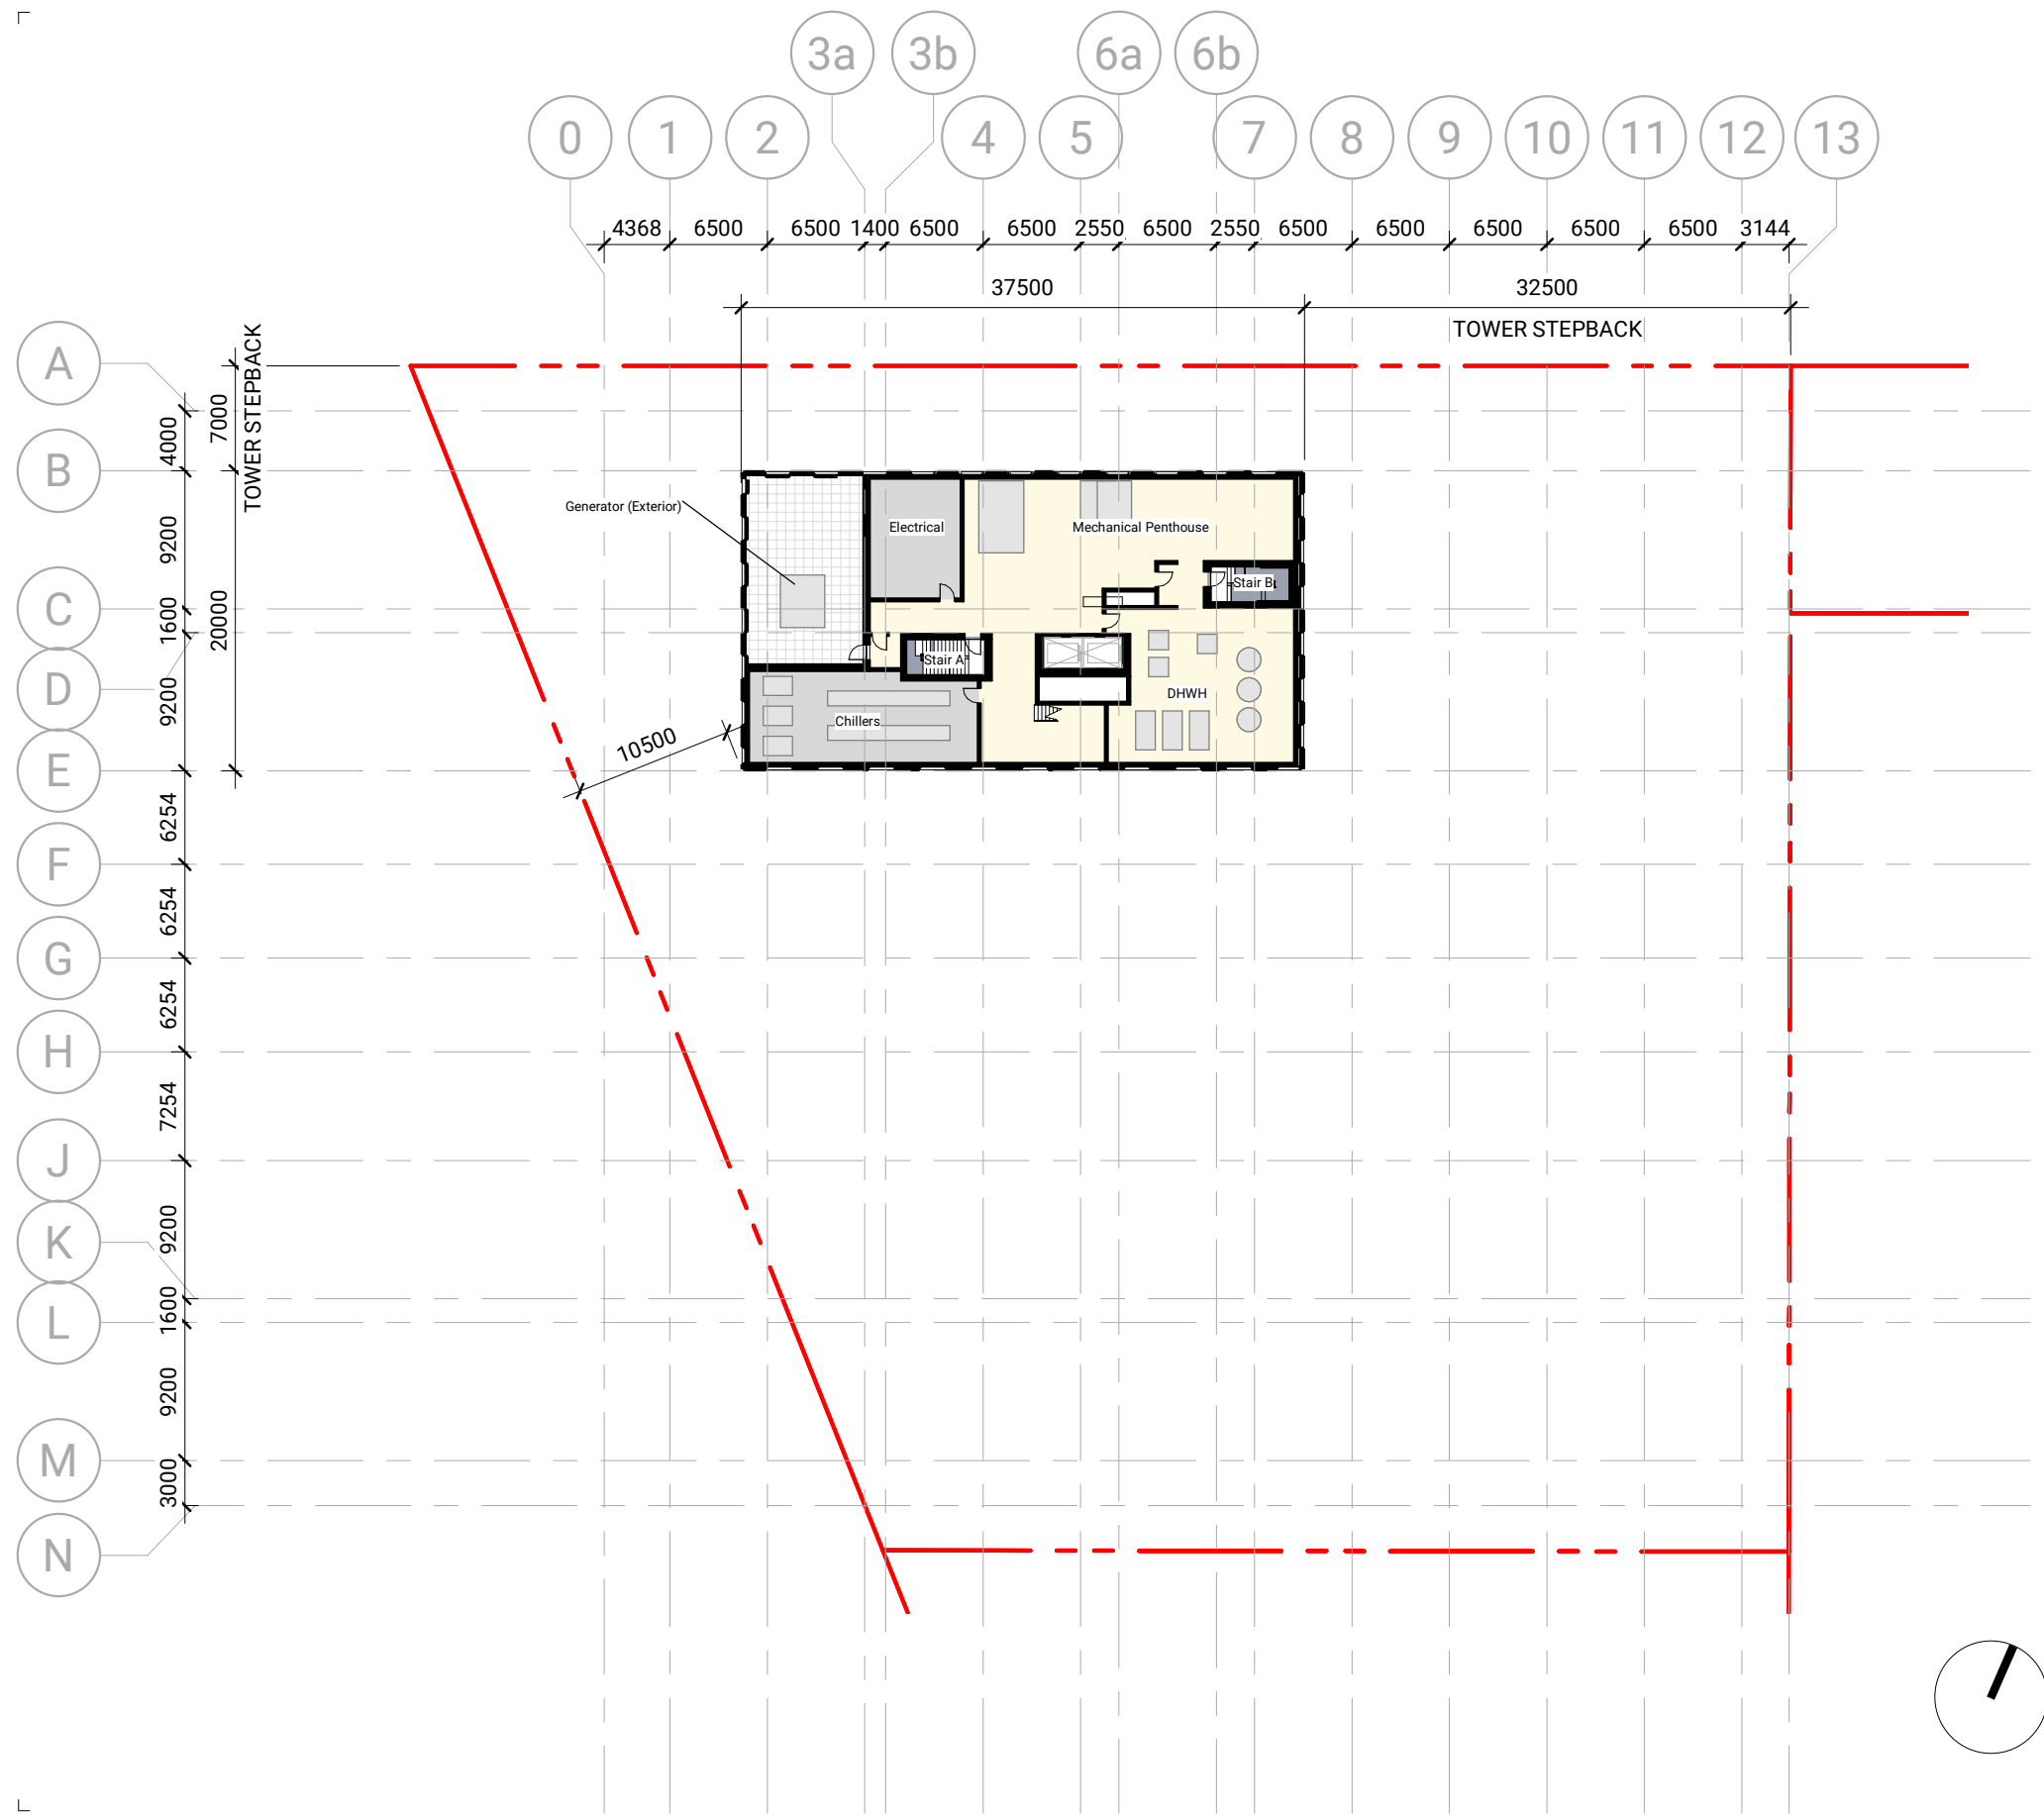 3a 3b 6a 6b
0 1 2 4 5 7 8 9 10 11 12 13
4368 6500 6500 1400 6500 6500 2550 6500 2550 6500 6500 6500 6500 6500 3144
37500 32500
TOWER STEPBACK
A
B
C
D
E
F
G
H
J
K
L
M
N
4000
9200
1600
9200
6254
6254
6254
7254
9200
1600
9200
3000
7000
TOWER STEPBACK
20000
10500
Generator (Exterior)
Electrical
Mechanical Penthouse
Stair B
Stair A
DHWH
Chillers